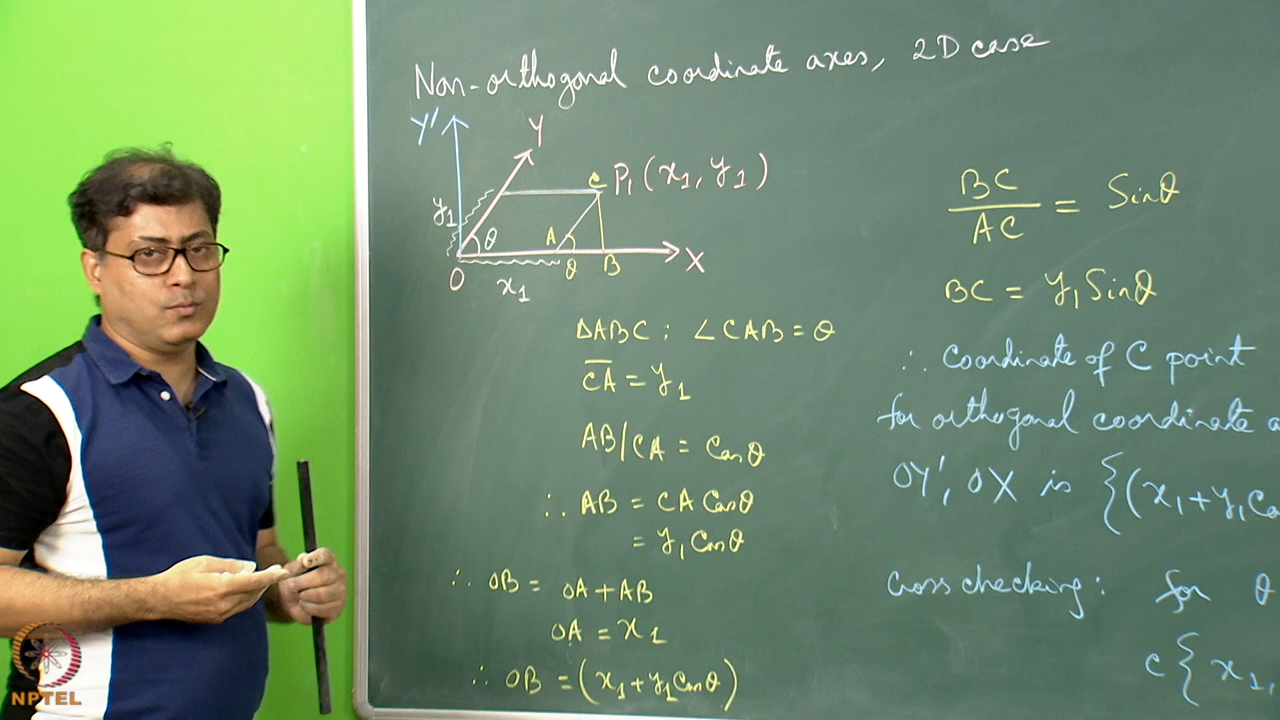 Non-orthogonal coordinate axes, 2D case
Y'
Y
C P₁(x₁, y₁)
y₁
θ
A
θ
B
X
O
x₁
ΔABC : ∠CAB = θ
C̅A̅ = y₁
AB/CA = Cosθ
∴ AB = CA Cosθ
= y₁ Cosθ
∴ OB = OA + AB
OA = x₁
∴ OB = (x₁ + y₁ Cosθ)
BC/AC = Sinθ
BC = y₁ Sinθ
∴ Coordinate of C point
for orthogonal coordinate a
OY', OX is {(x₁ + y₁ Co
Cross checking : for θ
C { x₁,
NPTEL